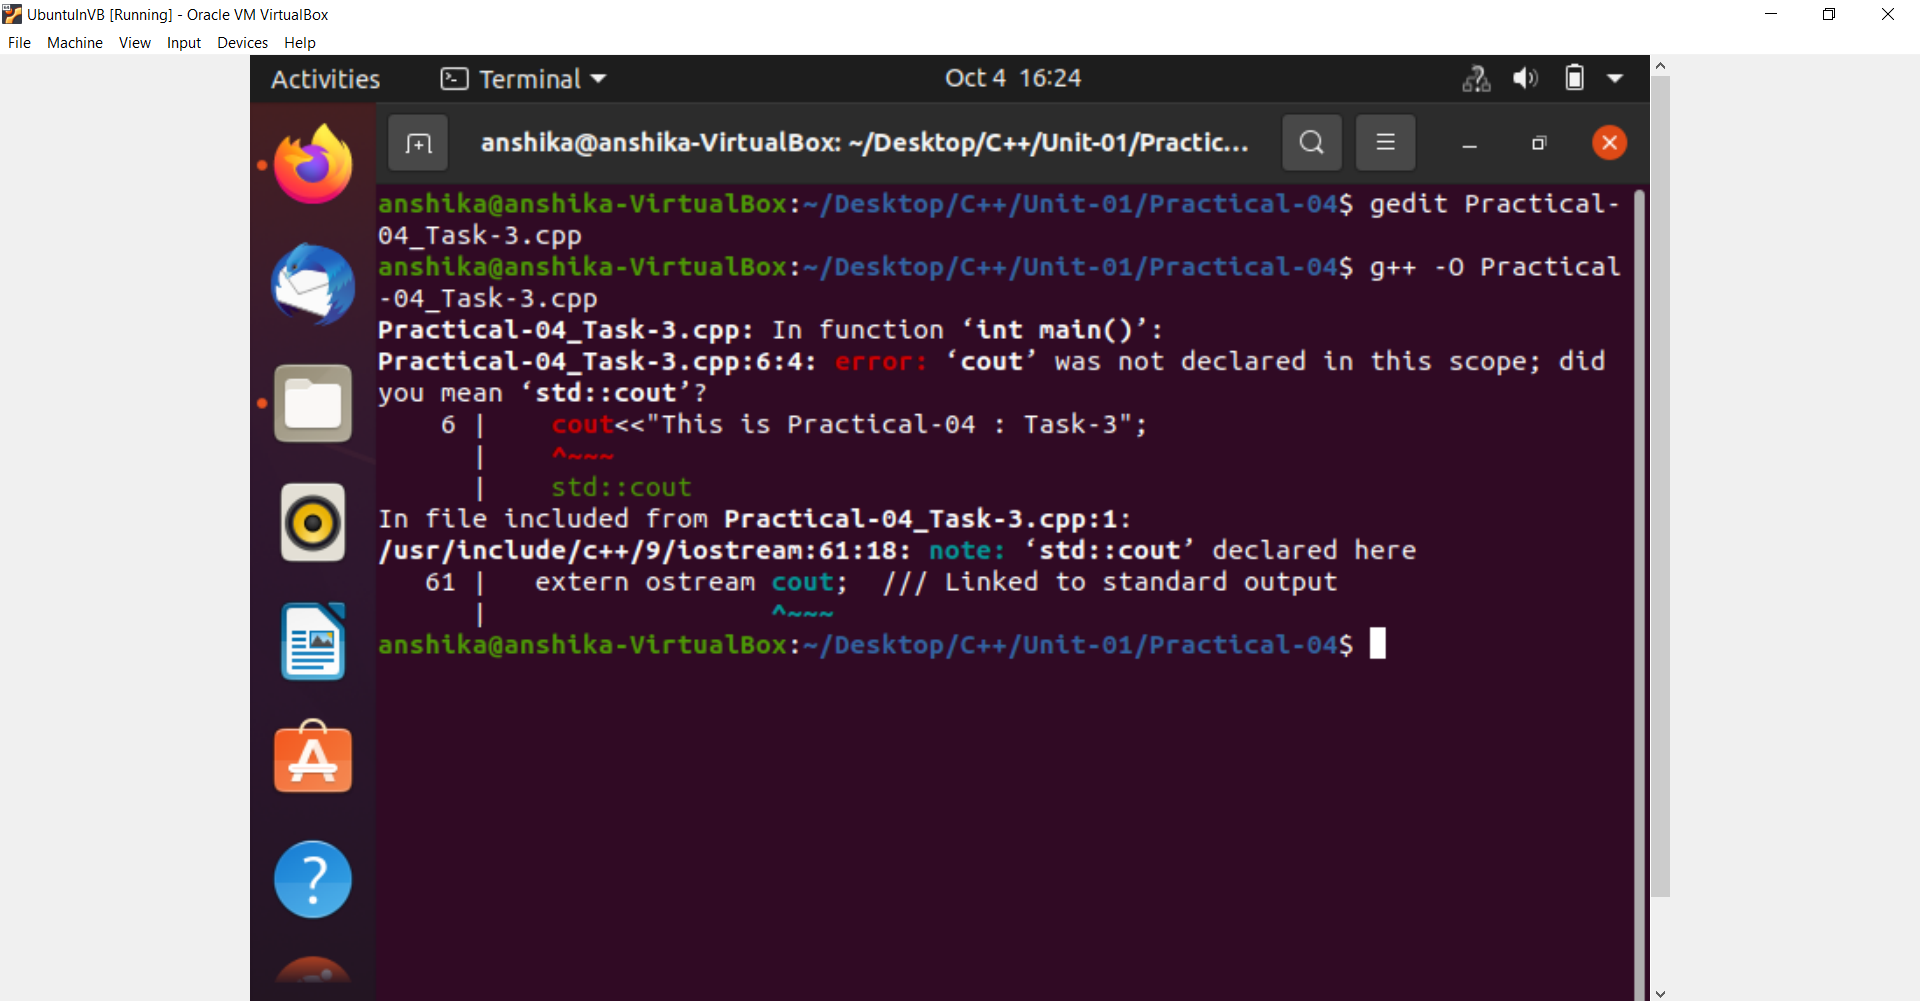 UbuntuInVB [Running] - Oracle VM VirtualBox
File Machine View Input Devices Help
Activities Terminal Oct 4 16:24
anshika@anshika-VirtualBox: ~/Desktop/C++/Unit-01/Practic...
anshika@anshika-VirtualBox:~/Desktop/C++/Unit-01/Practical-04$ gedit Practical-
04_Task-3.cpp
anshika@anshika-VirtualBox:~/Desktop/C++/Unit-01/Practical-04$ g++ -O Practical
-04_Task-3.cpp
Practical-04_Task-3.cpp: In function ‘int main()’:
Practical-04_Task-3.cpp:6:4: error: ‘cout’ was not declared in this scope; did
you mean ‘std::cout’?
    6 |    cout<<"This is Practical-04 : Task-3";
      |    ^~~~
      |    std::cout
In file included from Practical-04_Task-3.cpp:1:
/usr/include/c++/9/iostream:61:18: note: ‘std::cout’ declared here
   61 |   extern ostream cout;  /// Linked to standard output
      |                  ^~~~
anshika@anshika-VirtualBox:~/Desktop/C++/Unit-01/Practical-04$